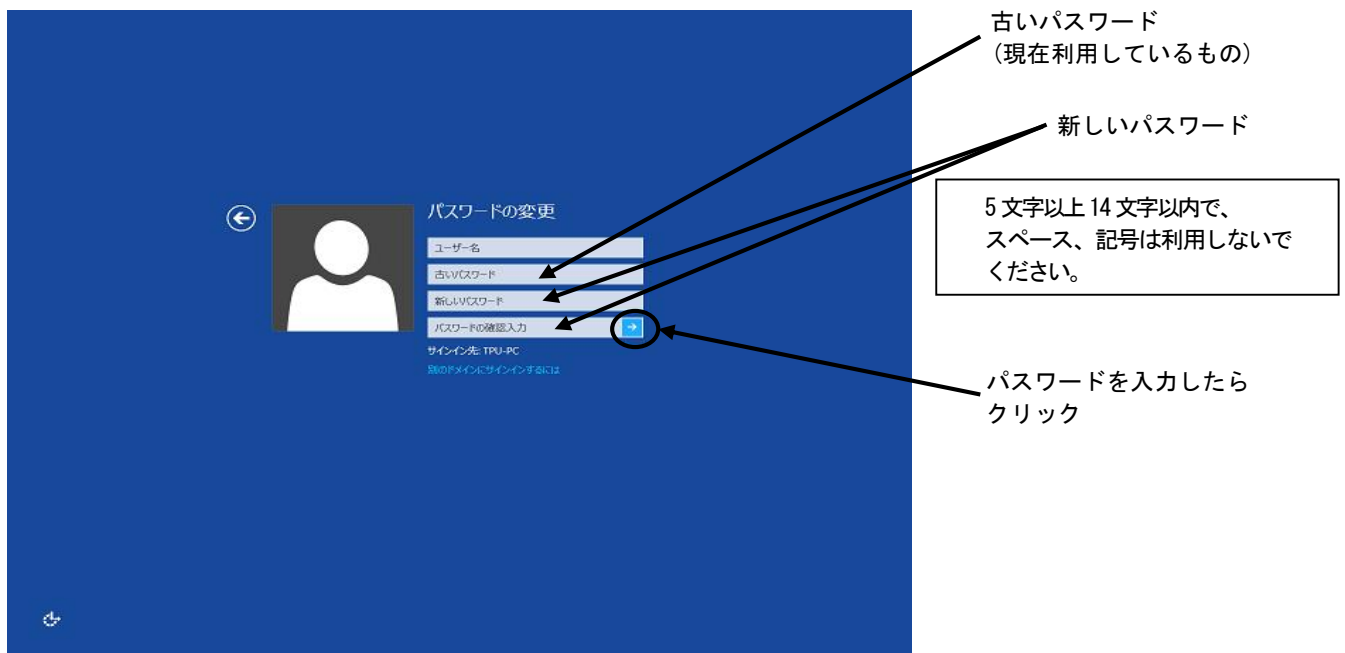 古いパスワード
（現在利用しているもの）
新しいパスワード
5文字以上14文字以内で、
スペース、記号は利用しないで
ください。
パスワードの変更
ユーザー名
古いパスワード
新しいパスワード
パスワードの確認入力
サインイン先: TPU-PC
別のドメインにサインインするには
パスワードを入力したら
クリック